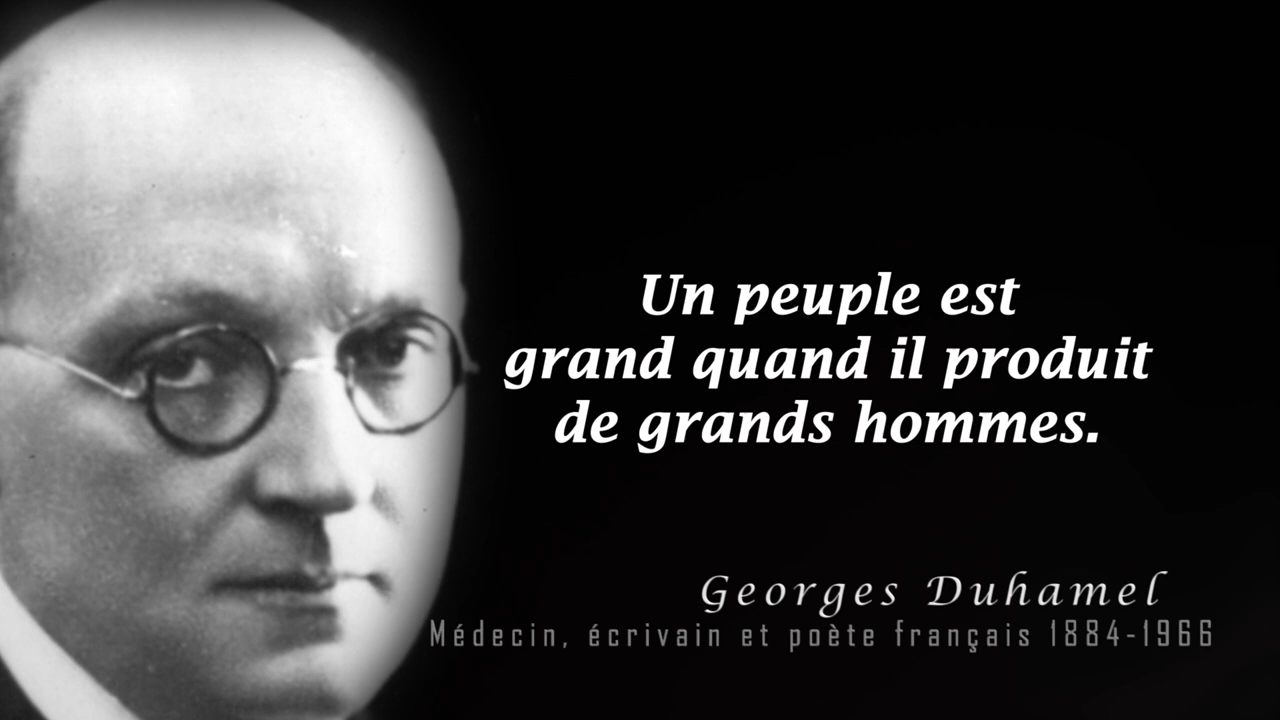 Un peuple est
grand quand il produit
de grands hommes.
Georges Duhamel
Médecin, écrivain et poète français 1884-1966